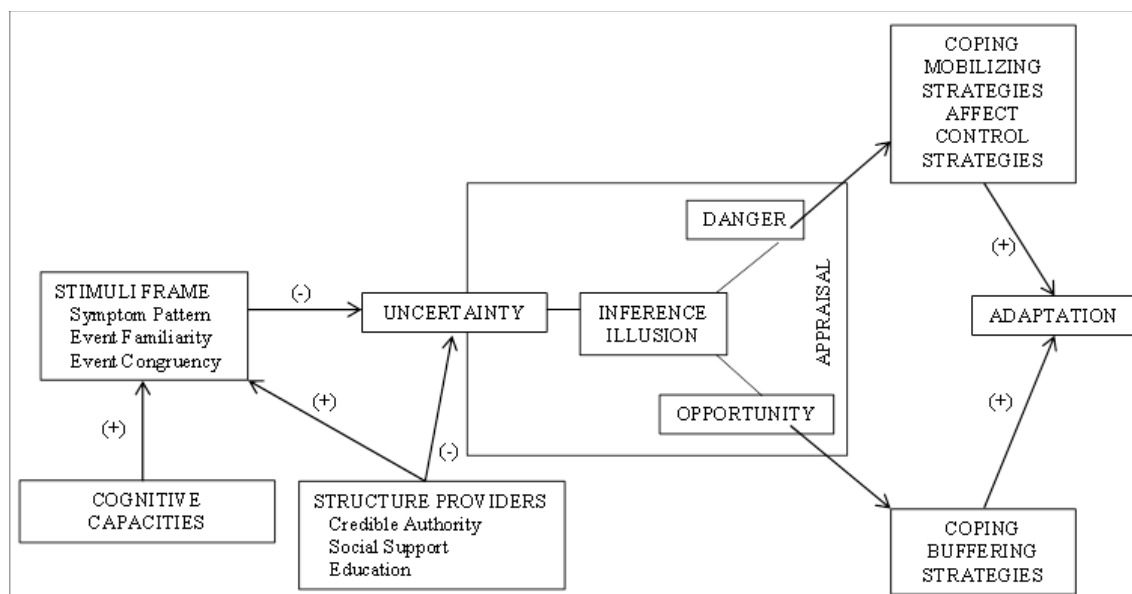 COPING
MOBILIZING
STRATEGIES
AFFECT
CONTROL
STRATEGIES
DANGER
(+)
APPRAISAL
STIMULI FRAME
Symptom Pattern
Event Familiarity
Event Congruency
(-)
UNCERTAINTY
INFERENCE
ILLUSION
ADAPTATION
(+)
(+)
(-)
OPPORTUNITY
(+)
COGNITIVE
CAPACITIES
STRUCTURE PROVIDERS
Credible Authority
Social Support
Education
COPING
BUFFERING
STRATEGIES